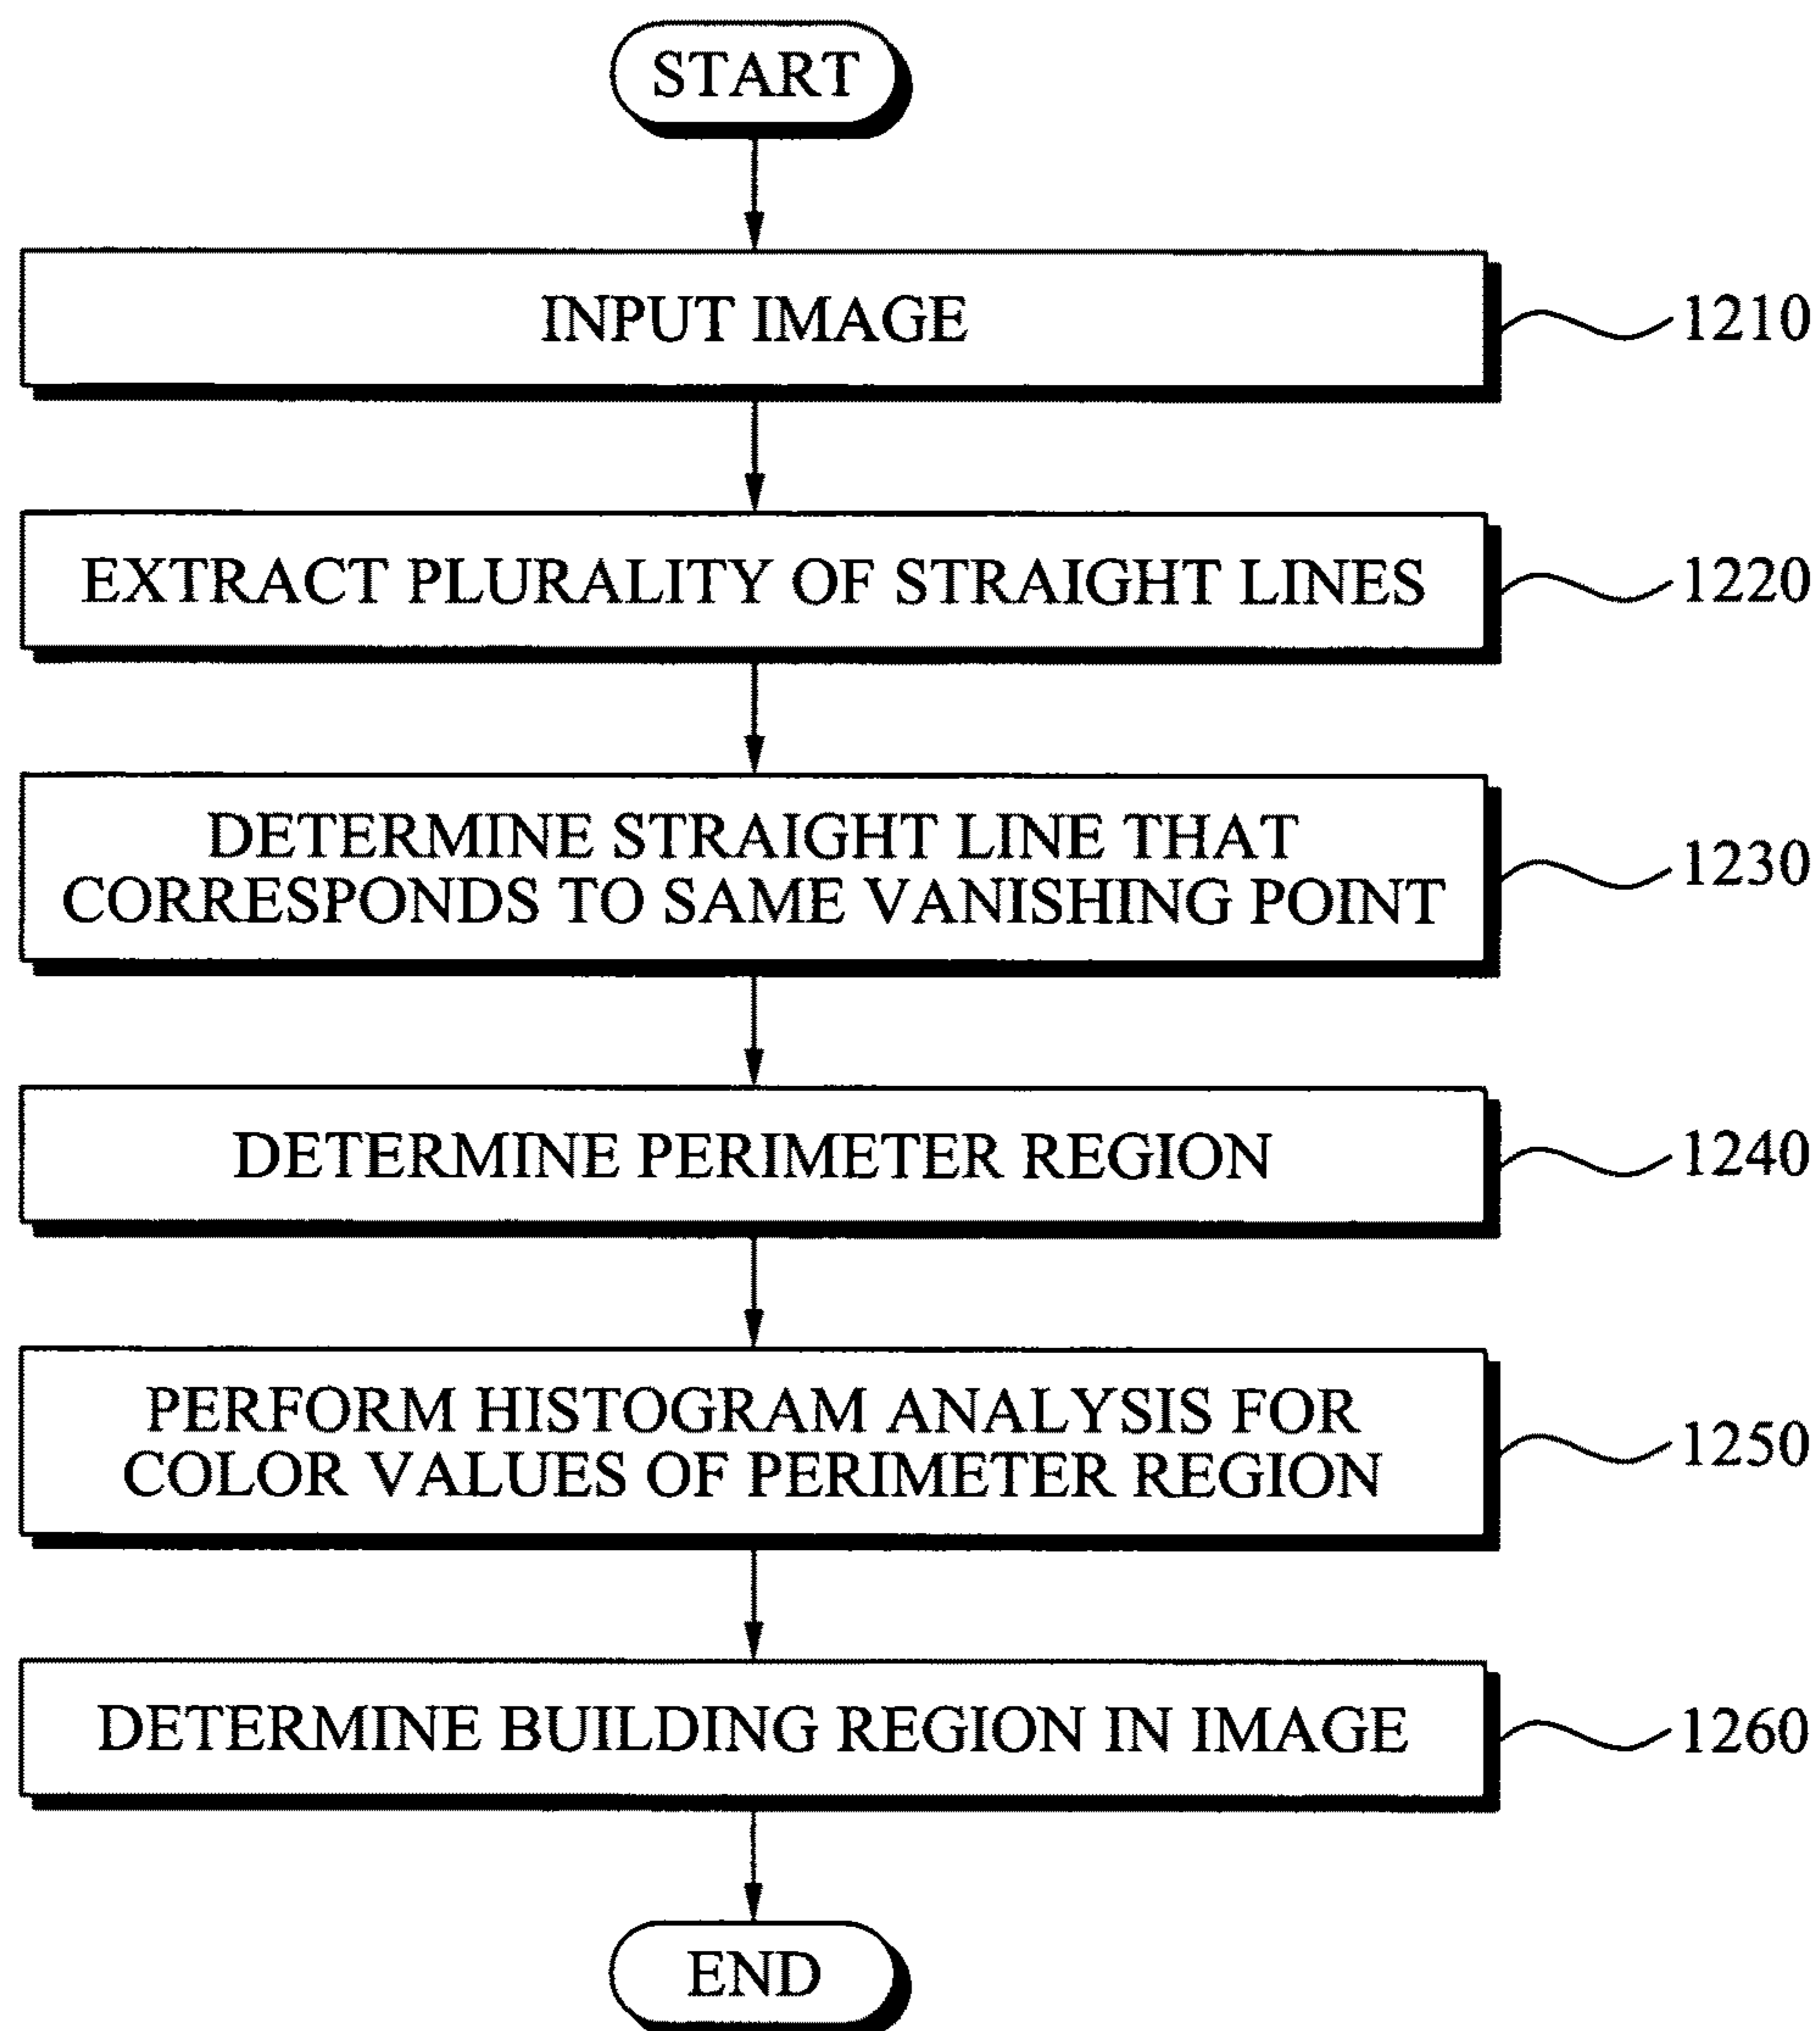 START
INPUT IMAGE
1210
EXTRACT PLURALITY OF STRAIGHT LINES
1220
DETERMINE STRAIGHT LINE THAT
CORRESPONDS TO SAME VANISHING POINT
1230
DETERMINE PERIMETER REGION
1240
PERFORM HISTOGRAM ANALYSIS FOR
COLOR VALUES OF PERIMETER REGION
1250
DETERMINE BUILDING REGION IN IMAGE
1260
END